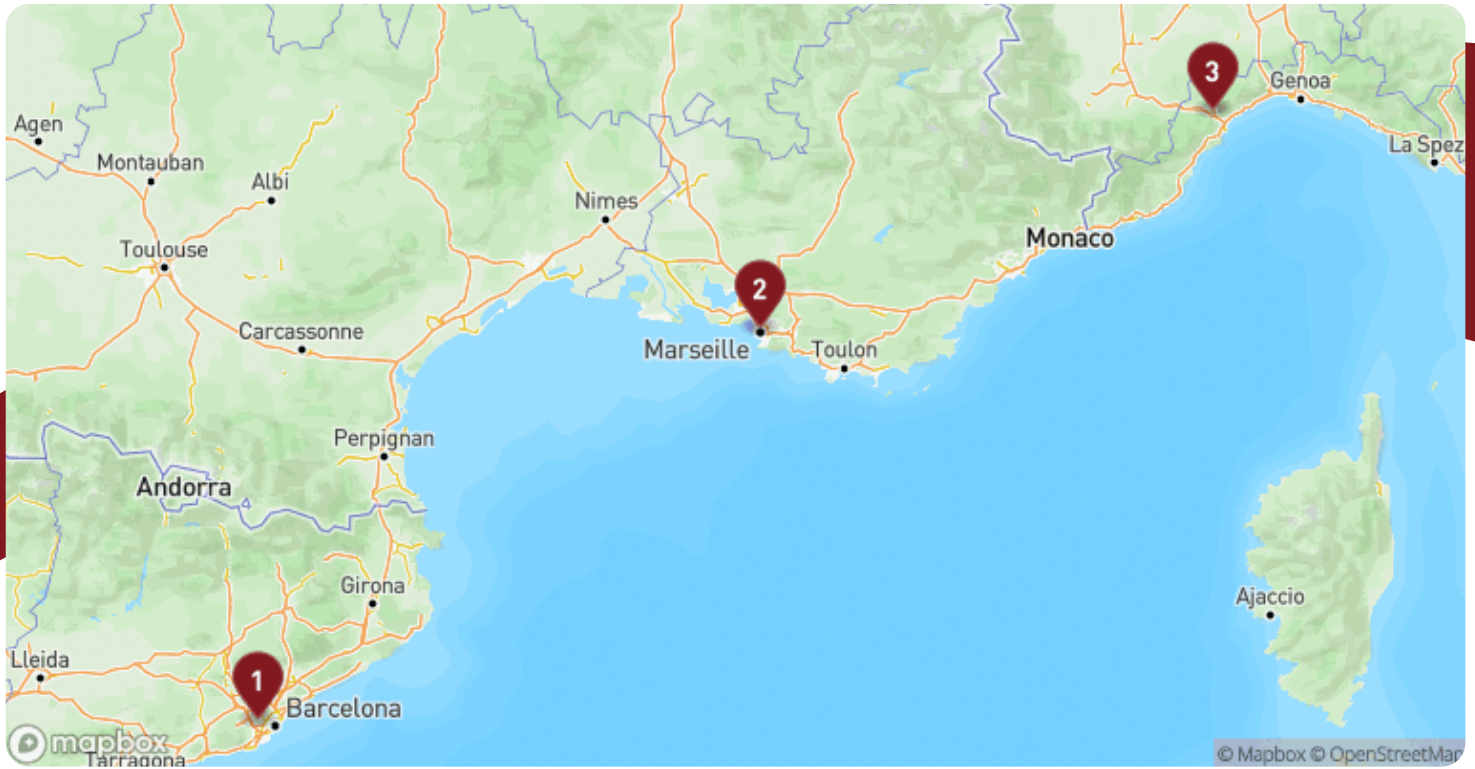 3
Genoa
Agen
La Spez
Montauban
Albi
Nimes
Toulouse
Monaco
2
Carcassonne
Marseille
Toulon
Perpignan
Andorra
Girona
Ajaccio
Lleida
1
Barcelona
mapbox
Tarragona
© Mapbox © OpenStreetMap